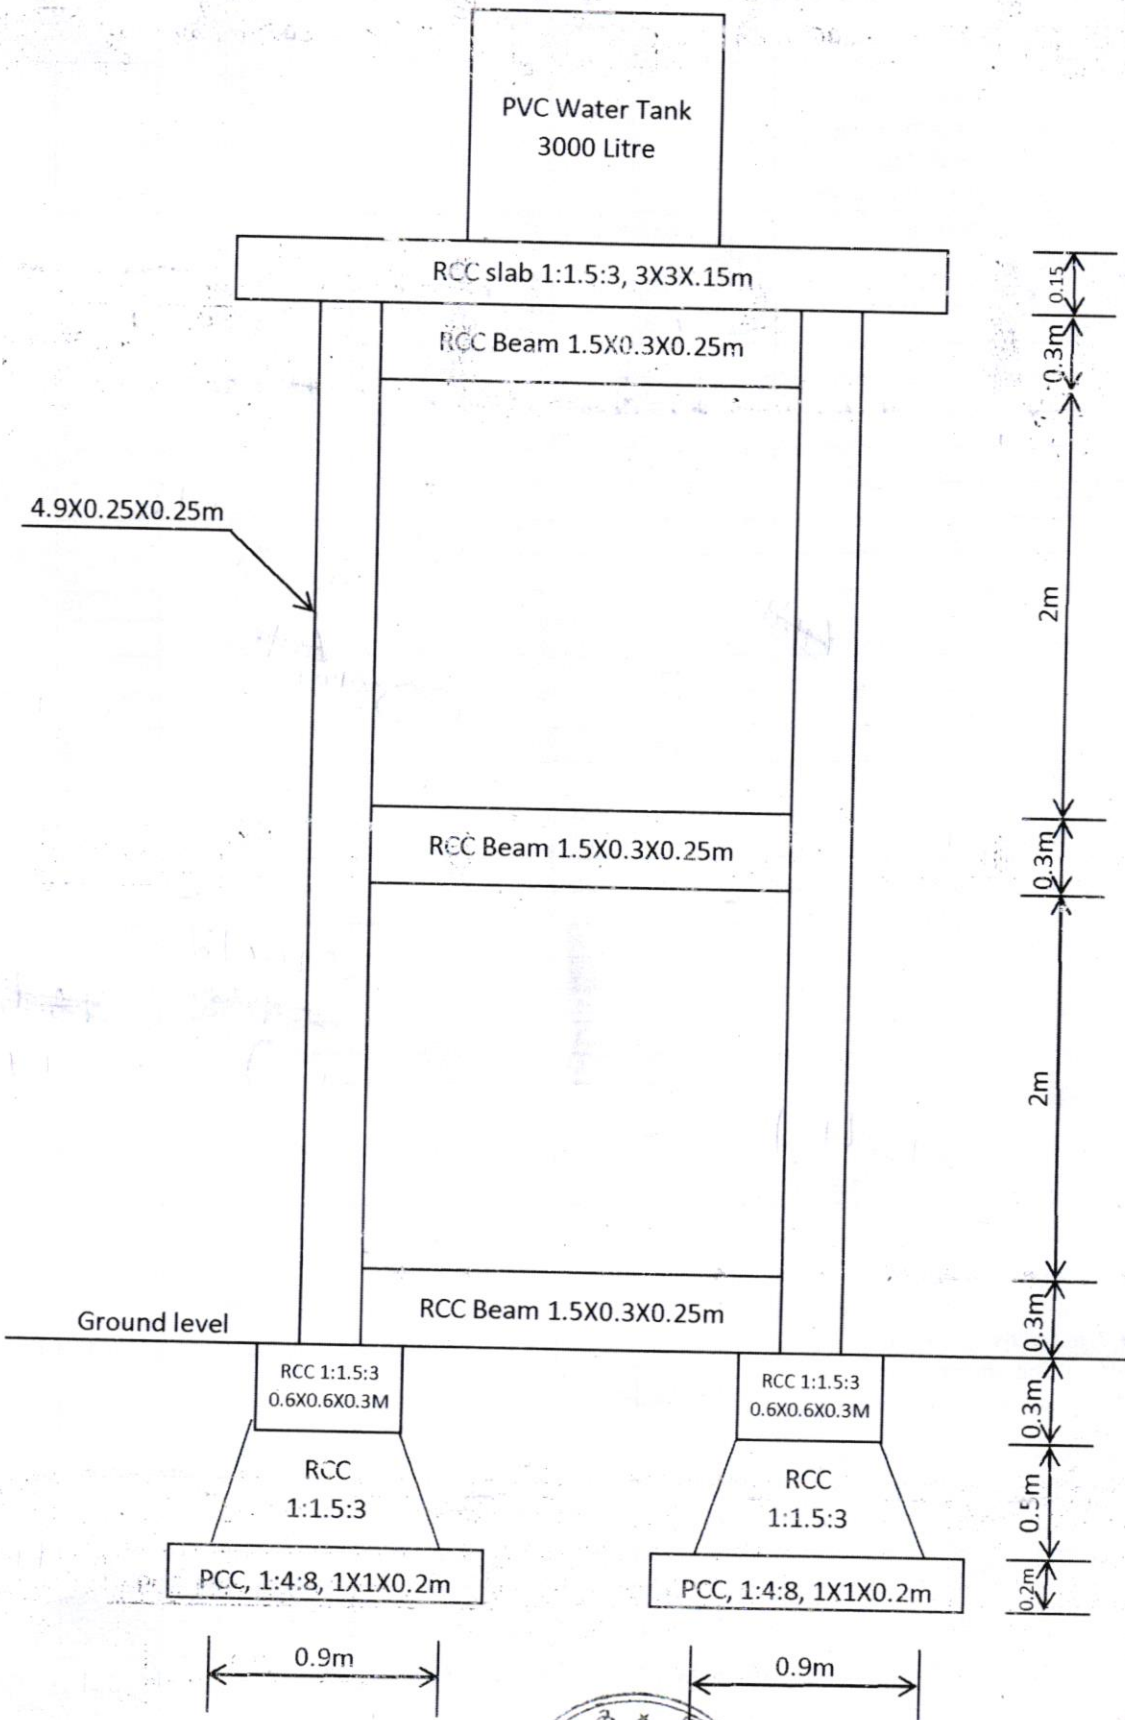 PVC Water Tank
3000 Litre
RCC slab 1:1.5:3, 3X3X.15m
0.15
RCC Beam 1.5X0.3X0.25m
0.3m
4.9X0.25X0.25m
2m
RCC Beam 1.5X0.3X0.25m
0.3m
2m
RCC Beam 1.5X0.3X0.25m
0.3m
Ground level
RCC 1:1.5:3
0.6X0.6X0.3M
RCC 1:1.5:3
0.6X0.6X0.3M
0.3m
RCC
1:1.5:3
RCC
1:1.5:3
0.5m
PCC, 1:4:8, 1X1X0.2m
PCC, 1:4:8, 1X1X0.2m
0.2m
0.9m
0.9m